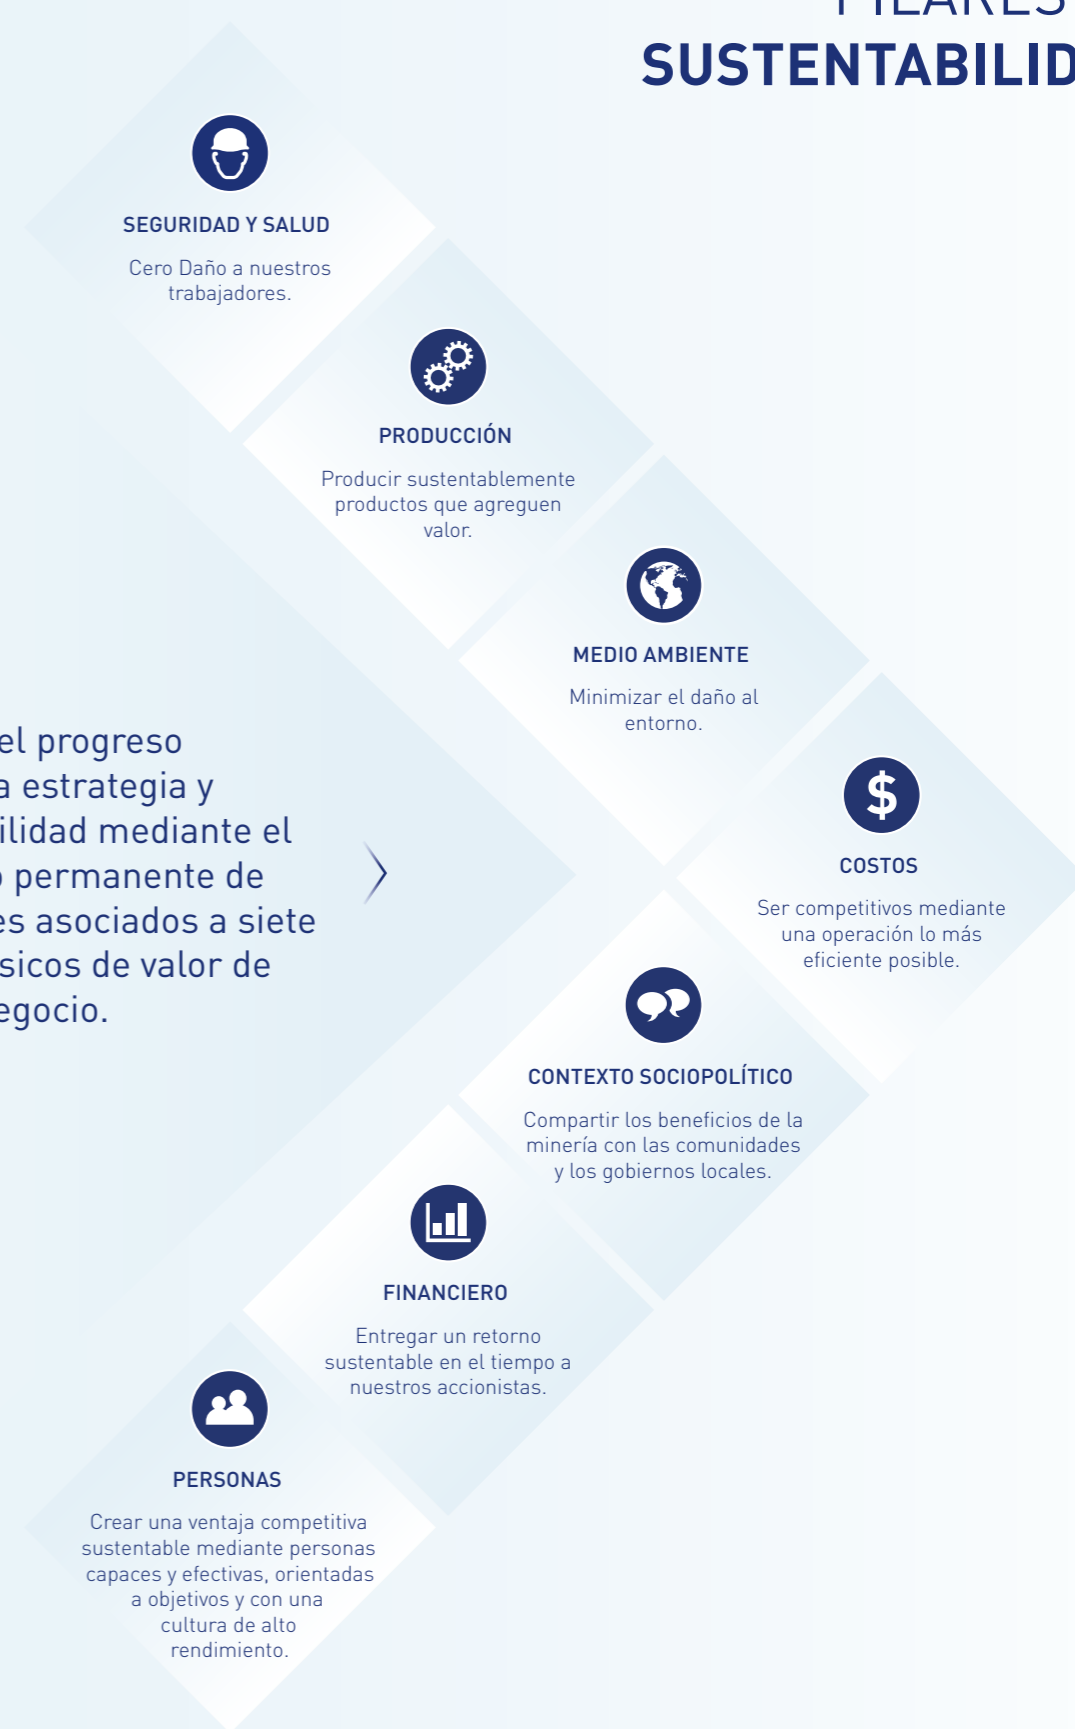 PILARES
SUSTENTABILID
SEGURIDAD Y SALUD
Cero Daño a nuestros
trabajadores.
PRODUCCIÓN
Producir sustentablemente
productos que agreguen
valor.
MEDIO AMBIENTE
Minimizar el daño al
entorno.
COSTOS
Ser competitivos mediante
una operación lo más
eficiente posible.
el progreso
a estrategia y
ilidad mediante el
o permanente de
es asociados a siete
sicos de valor de
egocio.
CONTEXTO SOCIOPOLÍTICO
Compartir los beneficios de la
minería con las comunidades
y los gobiernos locales.
FINANCIERO
Entregar un retorno
sustentable en el tiempo a
nuestros accionistas.
PERSONAS
Crear una ventaja competitiva
sustentable mediante personas
capaces y efectivas, orientadas
a objetivos y con una
cultura de alto
rendimiento.